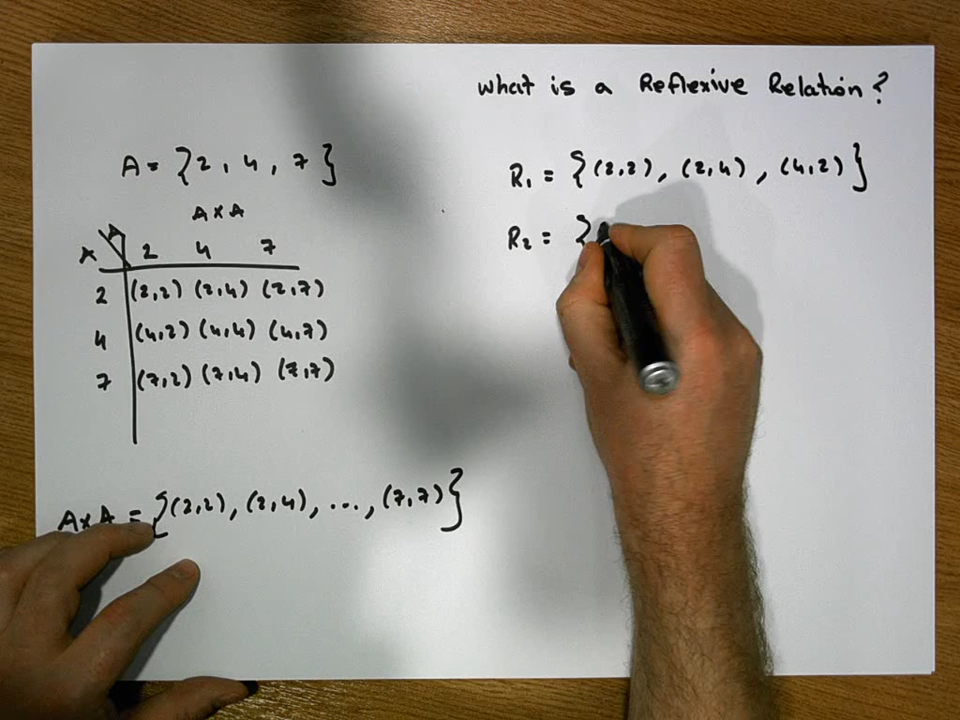 What is a Reflexive Relation?
A = {2, 4, 7}
A × A
A A 2 4 7
2 (2,2) (2,4) (2,7)
4 (4,2) (4,4) (4,7)
7 (7,2) (7,4) (7,7)
A×A = {(2,2), (2,4), ..., (7,7)}
R₁ = {(2,2), (2,4), (4,2)}
R₂ = {